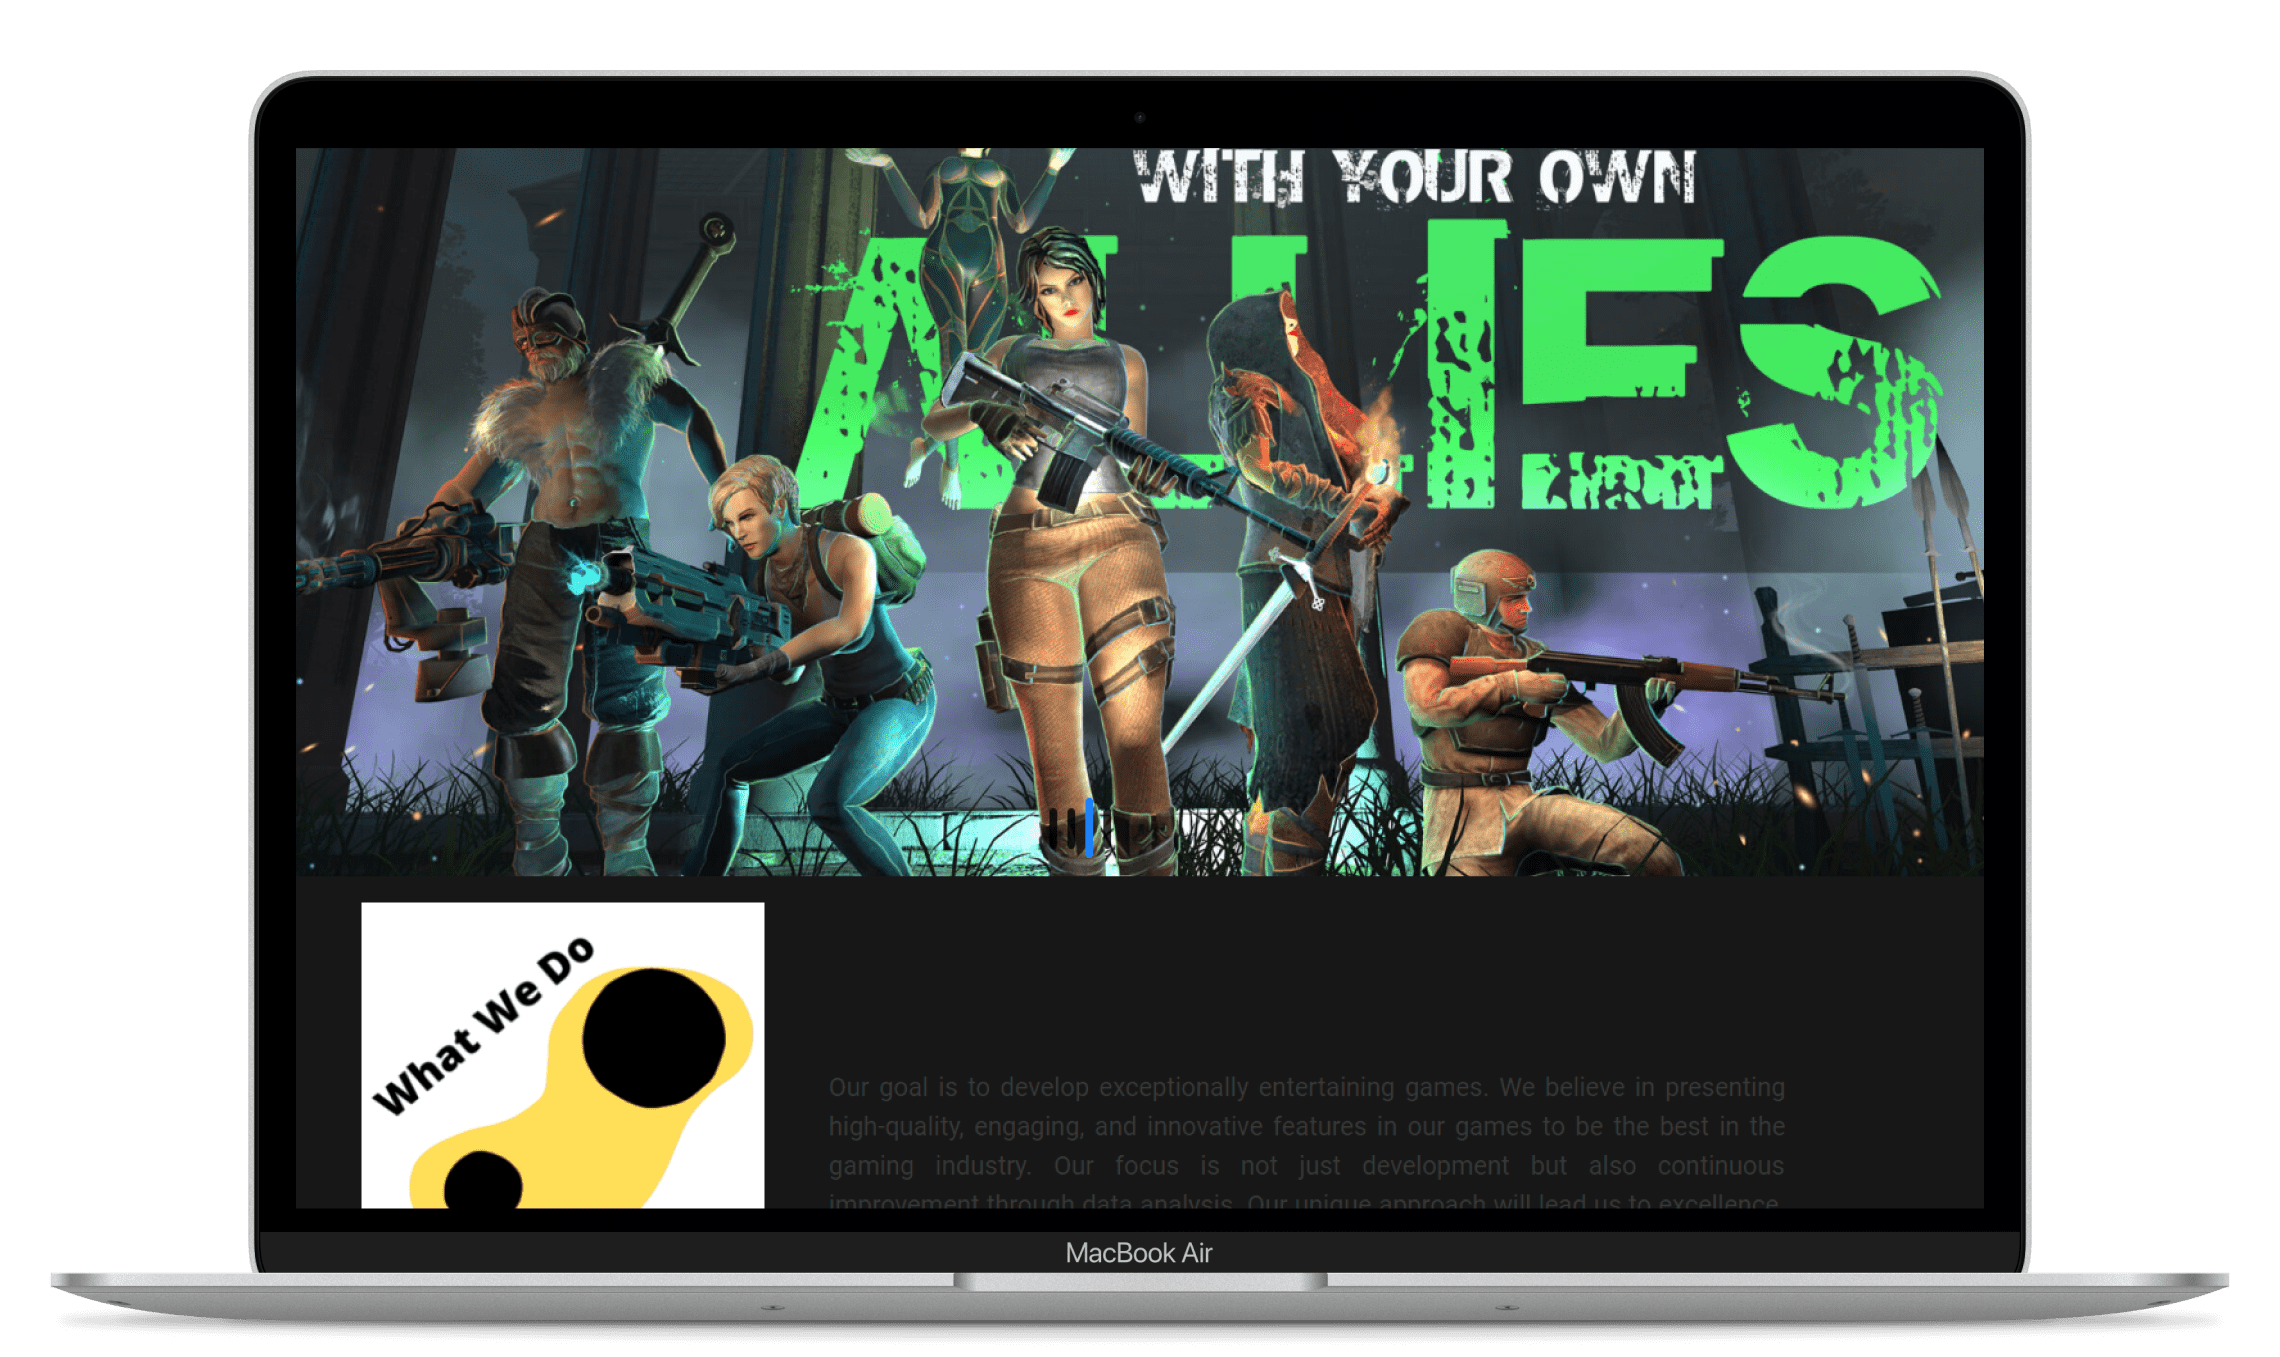 WITH YOUR OWN
ALLIES
What We Do
Our goal is to develop exceptionally entertaining games. We believe in presenting
high-quality, engaging, and innovative features in our games to be the best in the
gaming industry. Our focus is not just development but also continuous
improvement through data analysis. Our unique approach will lead us to excellence.
MacBook Air